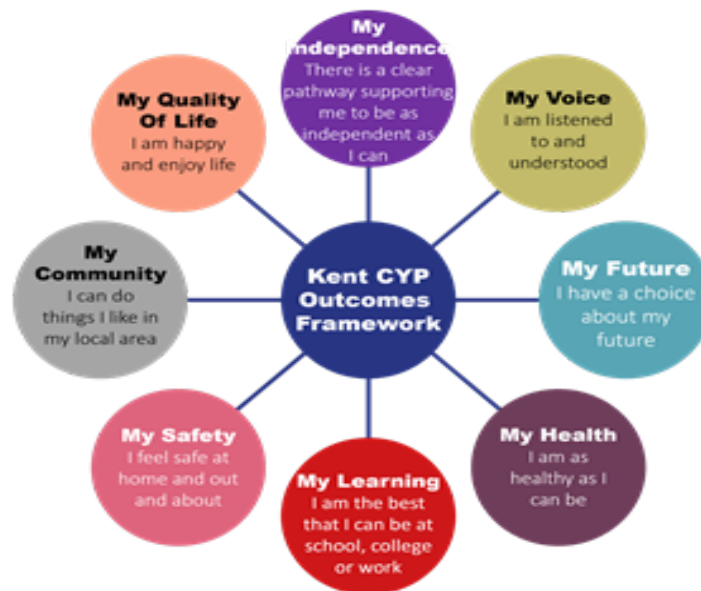 My
Independence
There is a clear
pathway supporting
me to be as
independent as
I can
My Voice
I am listened
to and
understood
My Future
I have a choice
about my
future
My Health
I am as
healthy as I
can be
My Learning
I am the best
that I can be at
school, college
or work
My Safety
I feel safe at
home and out
and about
My
Community
I can do
things I like in
my local area
My Quality
Of Life
I am happy
and enjoy life
Kent CYP
Outcomes
Framework